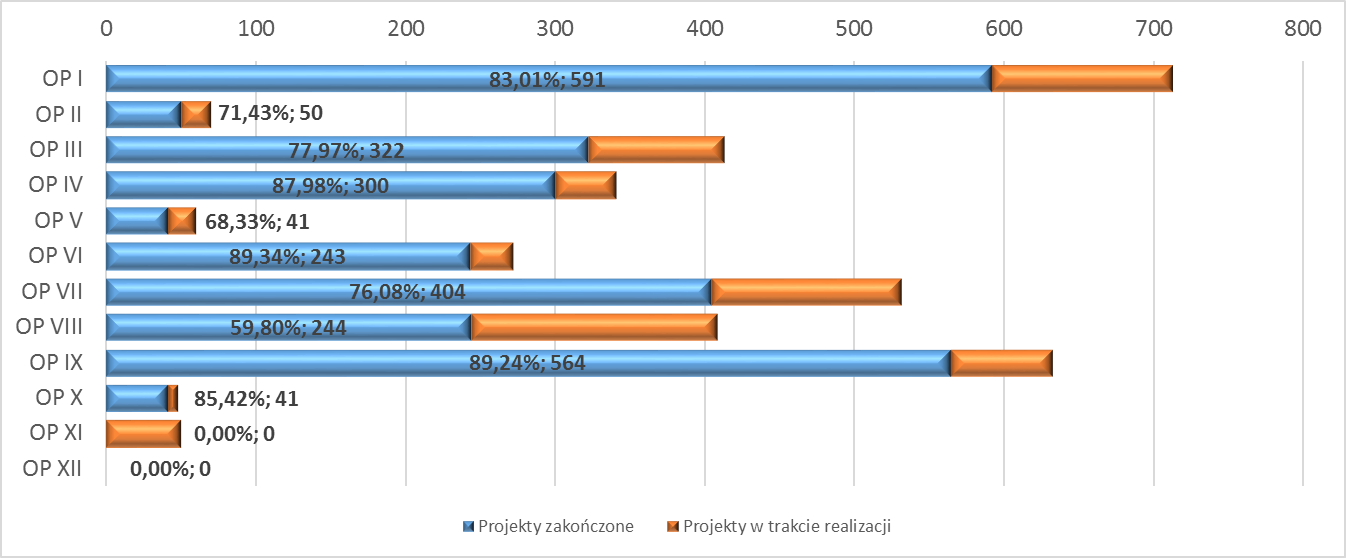 0 100 200 300 400 500 600 700 800
OP I 83,01%; 591
OP II 71,43%; 50
OP III 77,97%; 322
OP IV 87,98%; 300
OP V 68,33%; 41
OP VI 89,34%; 243
OP VII 76,08%; 404
OP VIII 59,80%; 244
OP IX 89,24%; 564
OP X 85,42%; 41
OP XI 0,00%; 0
OP XII 0,00%; 0
Projekty zakończone Projekty w trakcie realizacji